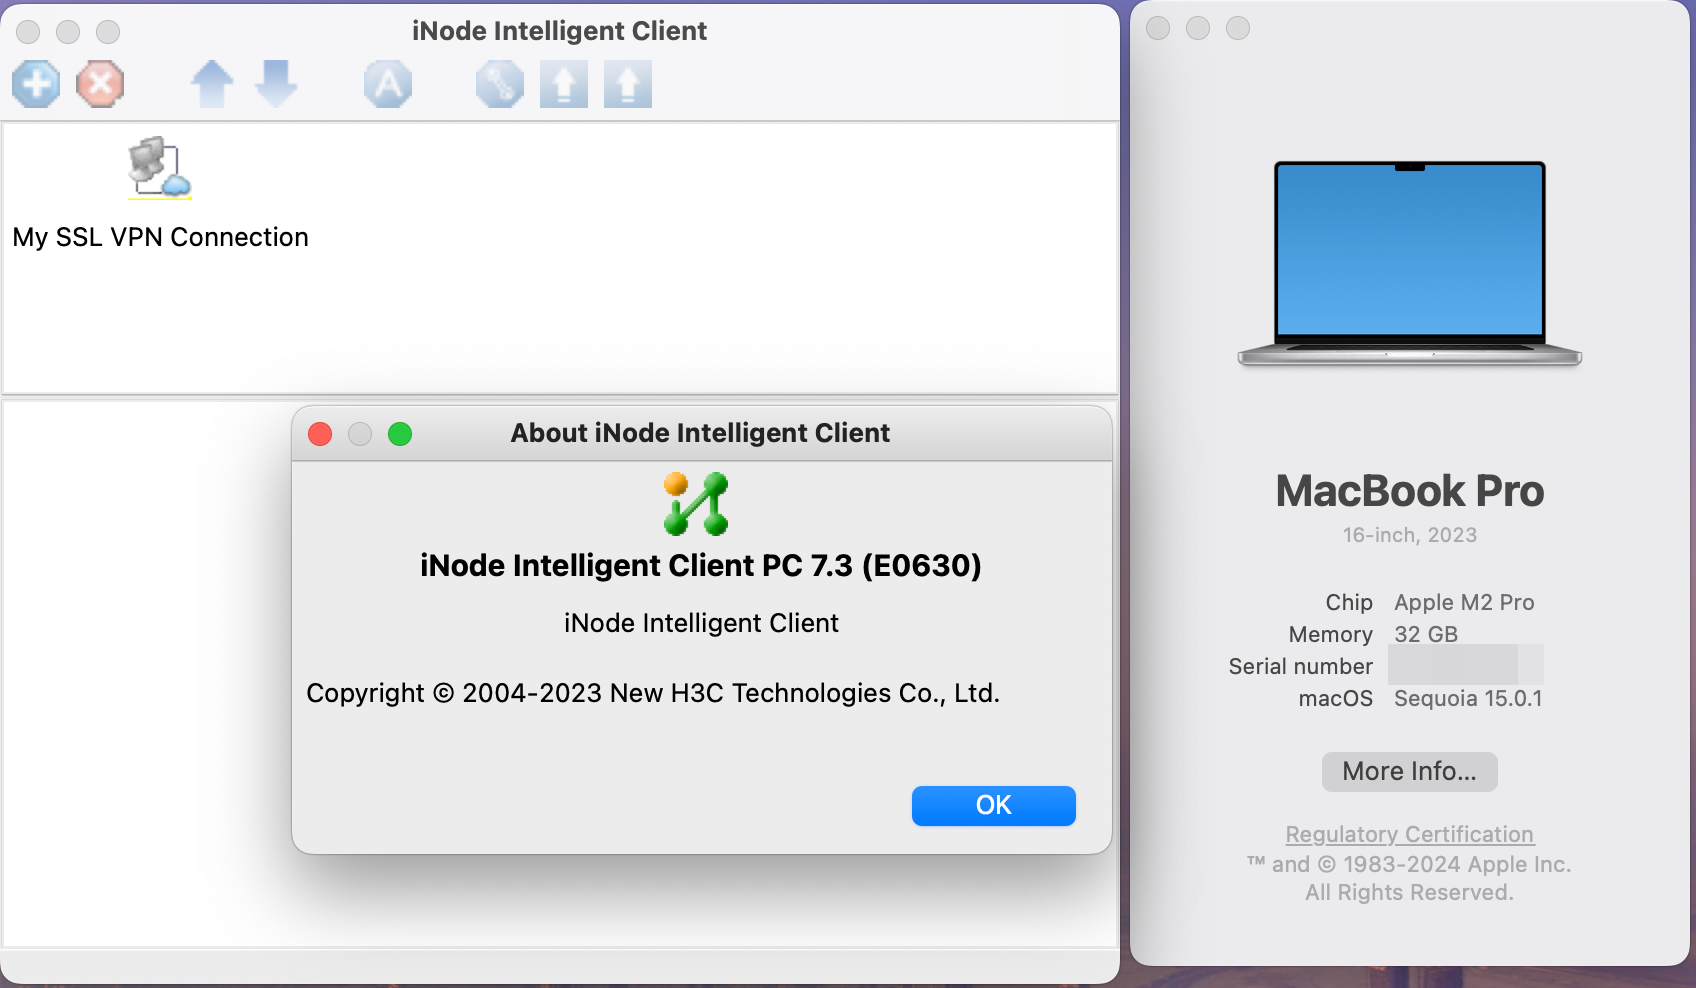 iNode Intelligent Client
A
My SSL VPN Connection
About iNode Intelligent Client
iNode Intelligent Client PC 7.3 (E0630)
iNode Intelligent Client
Copyright © 2004-2023 New H3C Technologies Co., Ltd.
OK
MacBook Pro
16-inch, 2023
Chip Apple M2 Pro
Memory 32 GB
Serial number
macOS Sequoia 15.0.1
More Info...
Regulatory Certification
™ and © 1983-2024 Apple Inc.
All Rights Reserved.